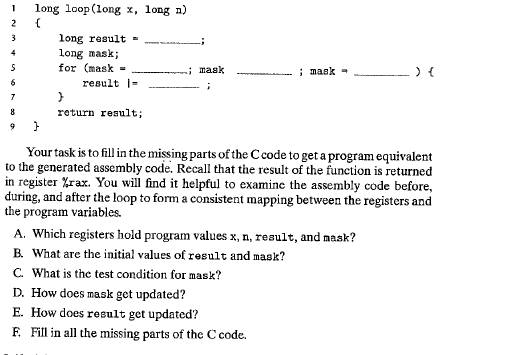 1 long loop(long x, long n)
2 {
3 long result = ________;
4 long mask;
5 for (mask = ________; mask ________ ; mask = ________ ) {
6 result |= ________ ;
7 }
8 return result;
9 }
Your task is to fill in the missing parts of the C code to get a program equivalent
to the generated assembly code. Recall that the result of the function is returned
in register %rax. You will find it helpful to examine the assembly code before,
during, and after the loop to form a consistent mapping between the registers and
the program variables.
A. Which registers hold program values x, n, result, and mask?
B. What are the initial values of result and mask?
C. What is the test condition for mask?
D. How does mask get updated?
E. How does result get updated?
F. Fill in all the missing parts of the C code.